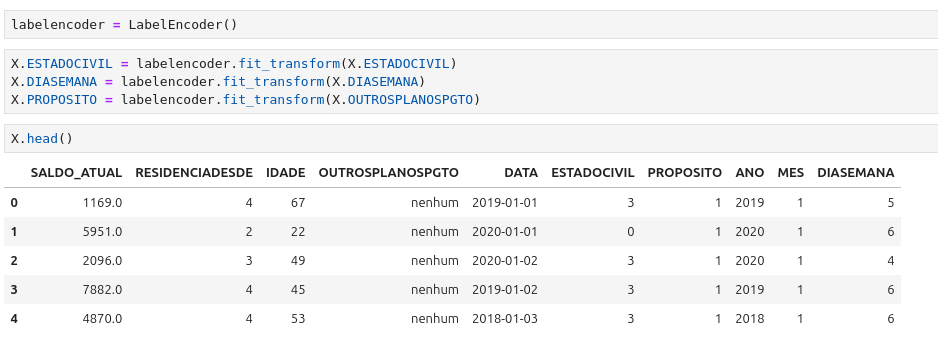 labelencoder = LabelEncoder()
X.ESTADOCIVIL = labelencoder.fit_transform(X.ESTADOCIVIL)
X.DIASEMANA = labelencoder.fit_transform(X.DIASEMANA)
X.PROPOSITO = labelencoder.fit_transform(X.OUTROSPLANOSPGTO)
X.head()
SALDO_ATUAL RESIDENCIADESDE IDADE OUTROSPLANOSPGTO DATA ESTADOCIVIL PROPOSITO ANO MES DIASEMANA
0 1169.0 4 67 nenhum 2019-01-01 3 1 2019 1 5
1 5951.0 2 22 nenhum 2020-01-01 0 1 2020 1 6
2 2096.0 3 49 nenhum 2020-01-02 3 1 2020 1 4
3 7882.0 4 45 nenhum 2019-01-02 3 1 2019 1 6
4 4870.0 4 53 nenhum 2018-01-03 3 1 2018 1 6